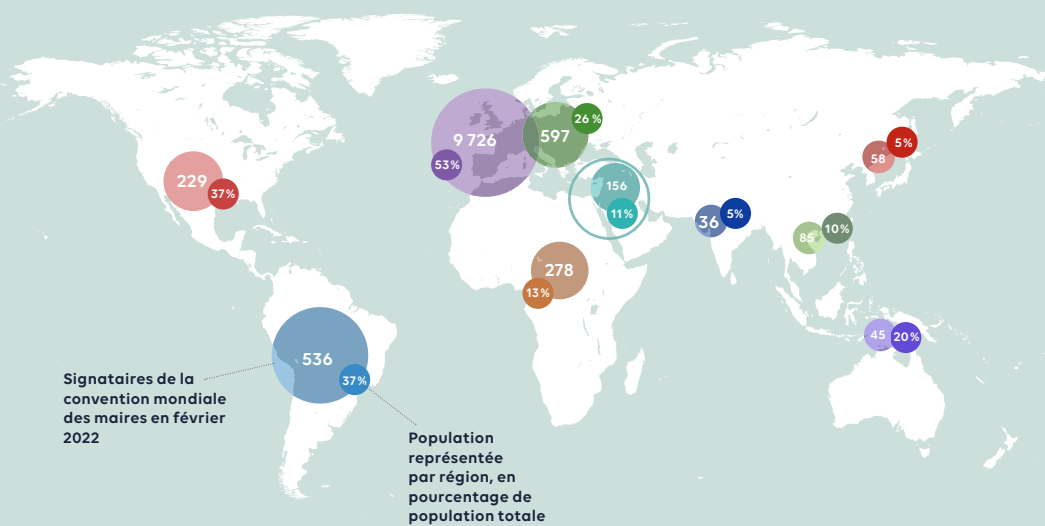 26 %
9 726
597
53%
5%
58
229
37%
156
11%
36
5%
85
10%
278
13%
45
20%
536
37%
Signataires de la
convention mondiale
des maires en février
2022
Population
représentée
par région, en
pourcentage de
population totale